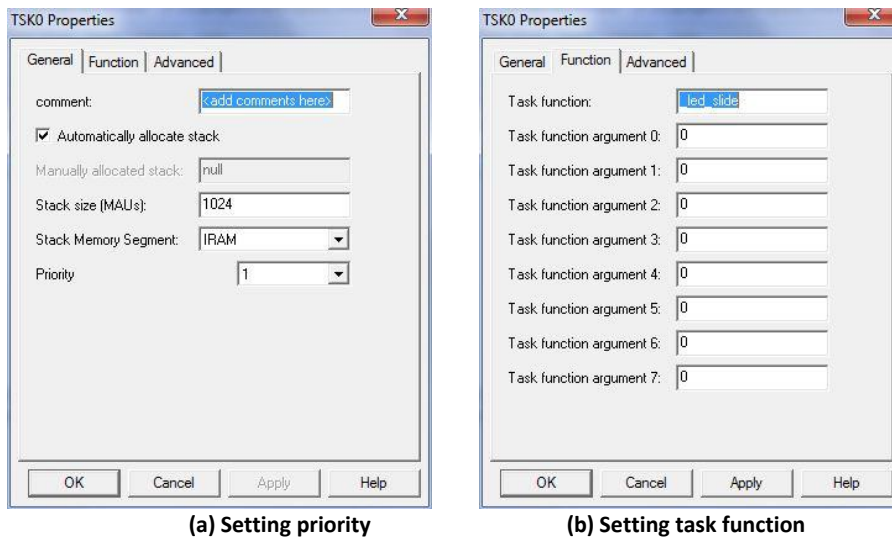 TSK0 Properties
X
General Function Advanced
comment: <add comments here>
Automatically allocate stack
Manually allocated stack: null
Stack size (MAUs): 1024
Stack Memory Segment: IRAM
Priority 1
OK Cancel Apply Help
(a) Setting priority
TSK0 Properties
X
General Function Advanced
Task function: _led_slide
Task function argument 0: 0
Task function argument 1: 0
Task function argument 2: 0
Task function argument 3: 0
Task function argument 4: 0
Task function argument 5: 0
Task function argument 6: 0
Task function argument 7: 0
OK Cancel Apply Help
(b) Setting task function